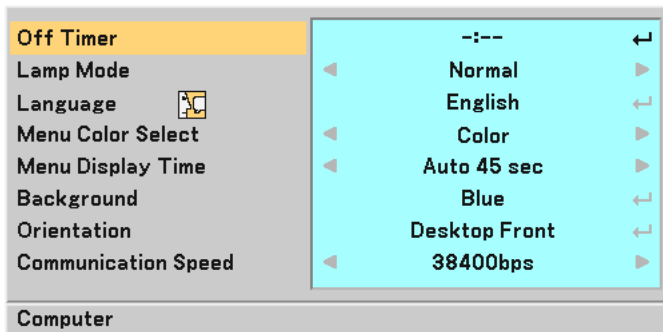 Off Timer -:--
Lamp Mode Normal
Language English
Menu Color Select Color
Menu Display Time Auto 45 sec
Background Blue
Orientation Desktop Front
Communication Speed 38400bps
Computer